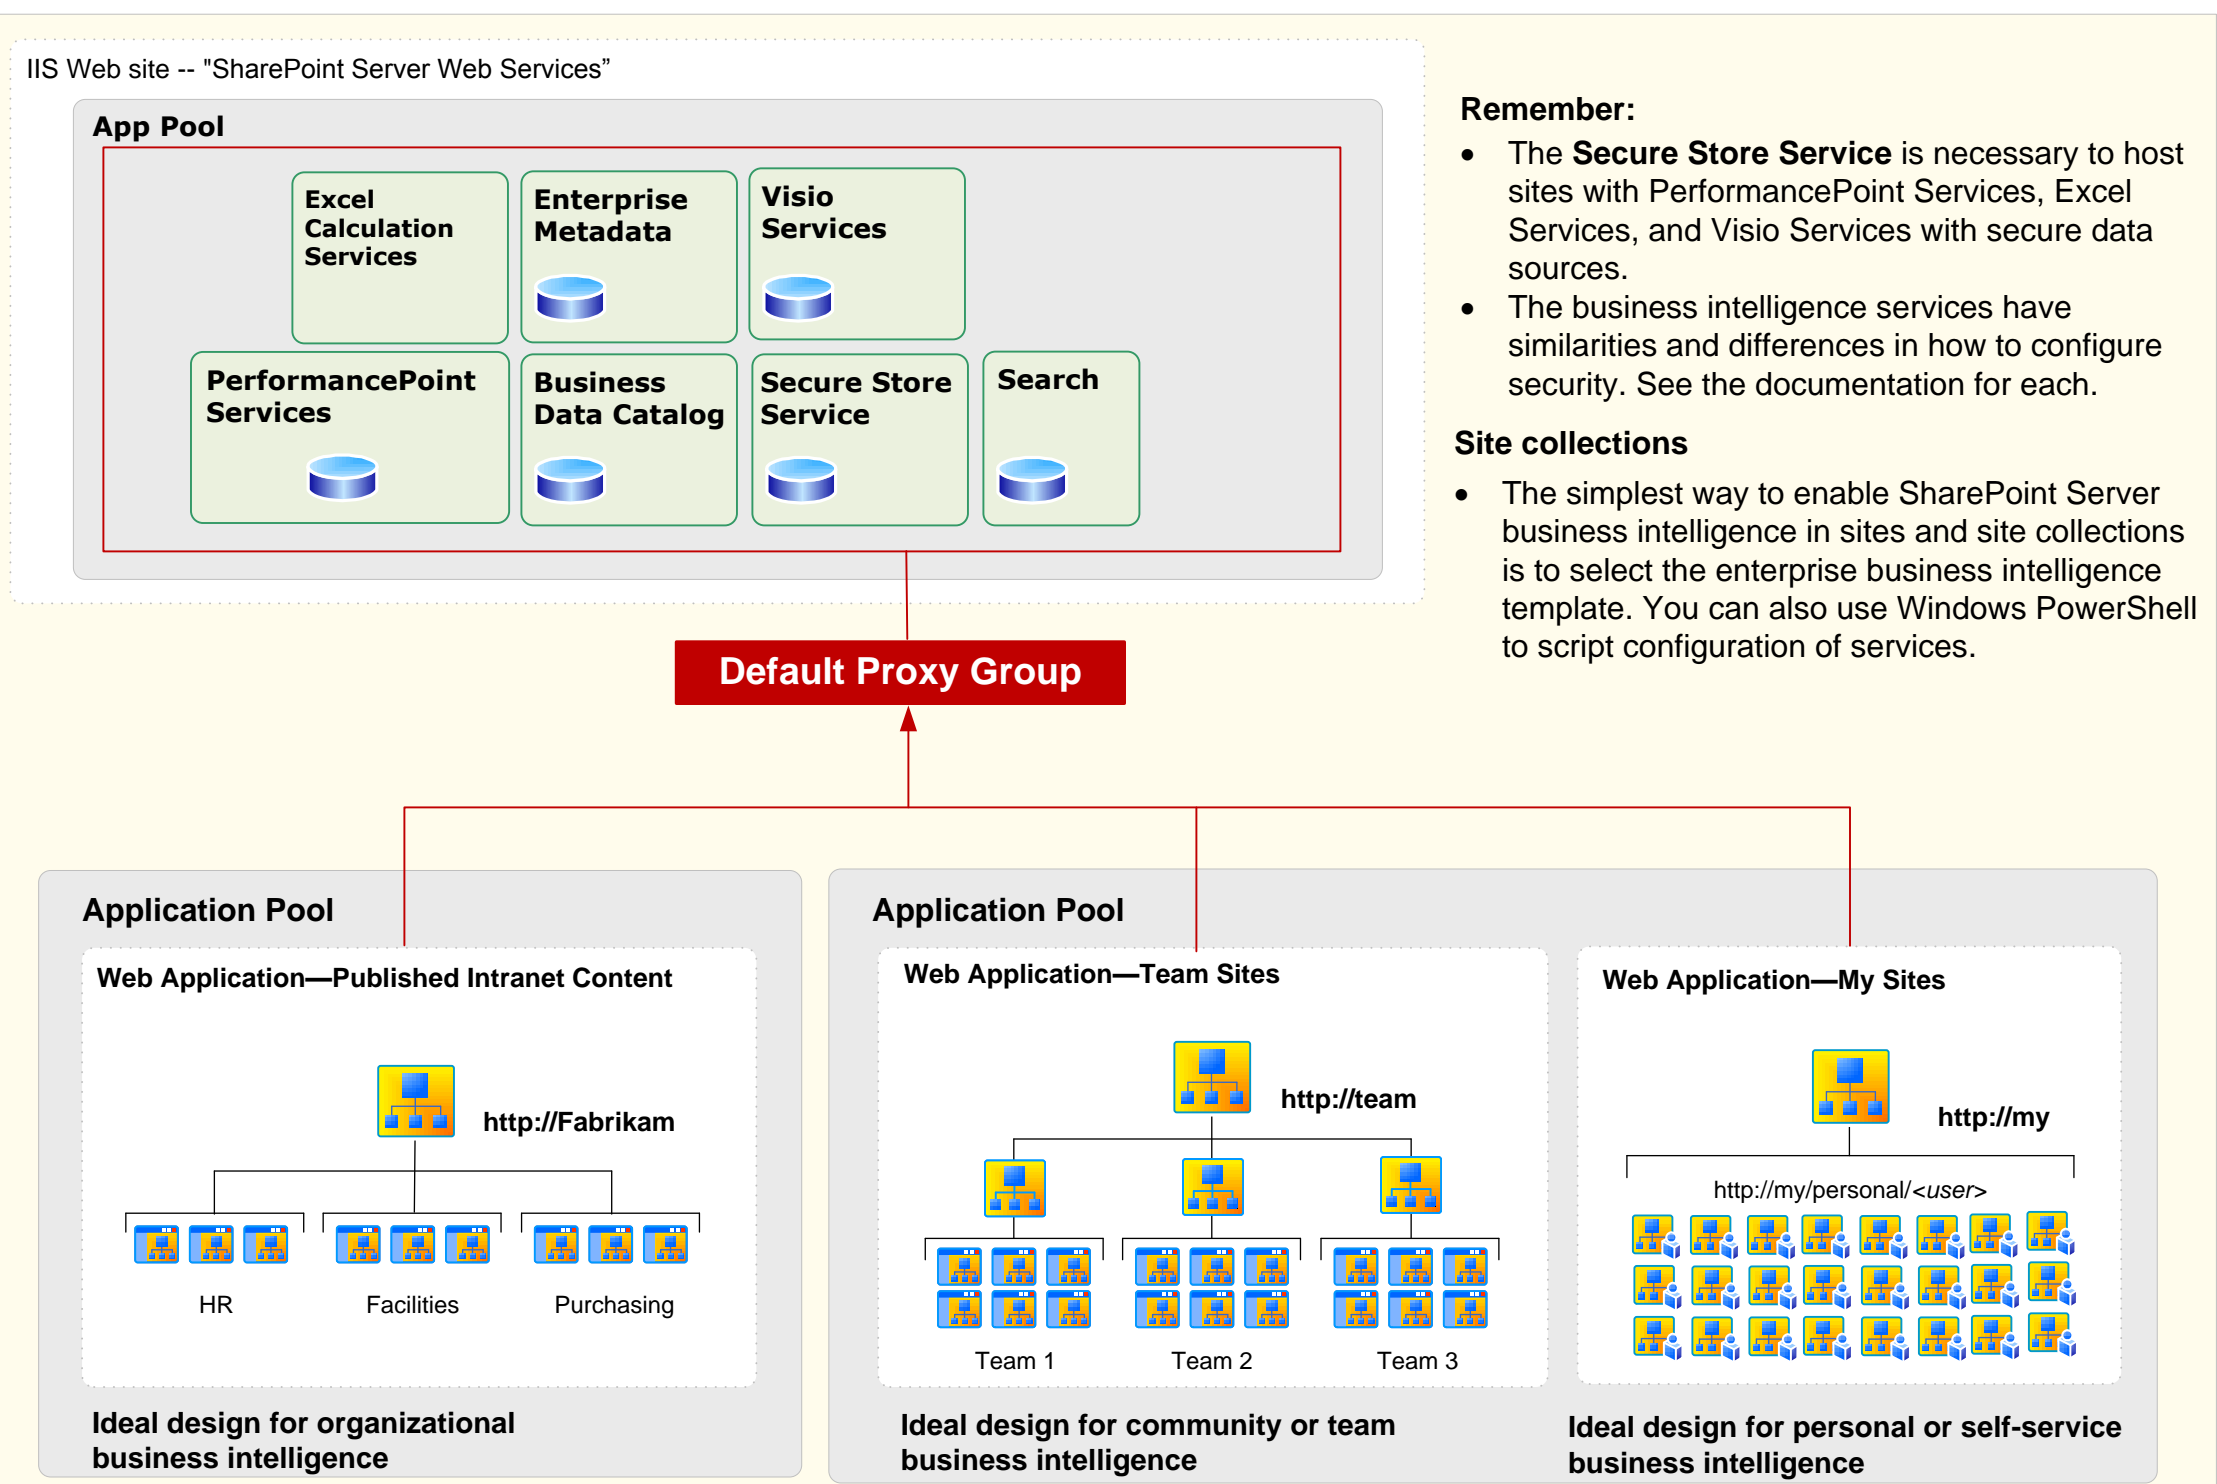 IIS Web site -- "SharePoint Server Web Services”
App Pool
Excel
Calculation
Services
Enterprise
Metadata
Visio
Services
PerformancePoint
Services
Business
Data Catalog
Secure Store
Service
Search
Remember:
• The Secure Store Service is necessary to host
sites with PerformancePoint Services, Excel
Services, and Visio Services with secure data
sources.
• The business intelligence services have
similarities and differences in how to configure
security. See the documentation for each.
Site collections
• The simplest way to enable SharePoint Server
business intelligence in sites and site collections
is to select the enterprise business intelligence
template. You can also use Windows PowerShell
to script configuration of services.
Default Proxy Group
Application Pool
Web Application—Published Intranet Content
http://Fabrikam
HR
Facilities
Purchasing
Ideal design for organizational
business intelligence
Application Pool
Web Application—Team Sites
http://team
Team 1
Team 2
Team 3
Ideal design for community or team
business intelligence
Web Application—My Sites
http://my
http://my/personal/<user>
Ideal design for personal or self-service
business intelligence